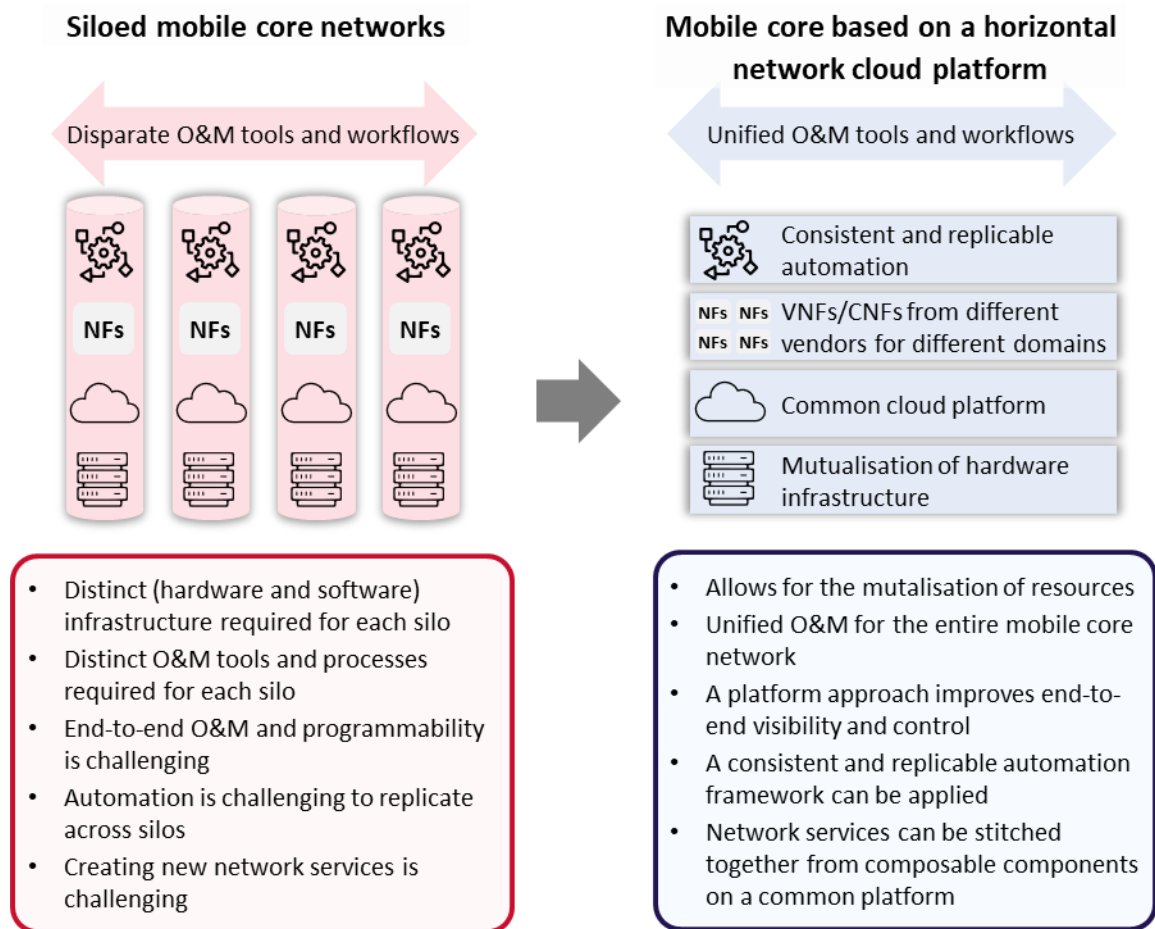 Siloed mobile core networks
Disparate O&M tools and workflows
NFs NFs NFs NFs
• Distinct (hardware and software)
infrastructure required for each silo
• Distinct O&M tools and processes
required for each silo
• End-to-end O&M and programmability
is challenging
• Automation is challenging to replicate
across silos
• Creating new network services is
challenging
Mobile core based on a horizontal
network cloud platform
Unified O&M tools and workflows
Consistent and replicable
automation
NFs NFs
NFs NFs
VNFs/CNFs from different
vendors for different domains
Common cloud platform
Mutualisation of hardware
infrastructure
• Allows for the mutalisation of resources
• Unified O&M for the entire mobile core
network
• A platform approach improves end-to-
end visibility and control
• A consistent and replicable automation
framework can be applied
• Network services can be stitched
together from composable components
on a common platform